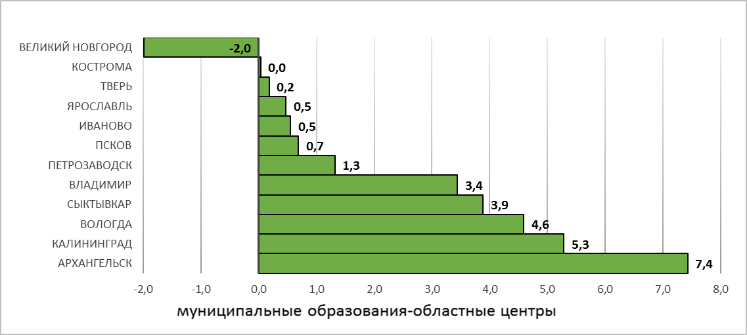 ВЕЛИКИЙ НОВГОРОД -2,0
КОСТРОМА 0,0
ТВЕРЬ 0,2
ЯРОСЛАВЛЬ 0,5
ИВАНОВО 0,5
ПСКОВ 0,7
ПЕТРОЗАВОДСК 1,3
ВЛАДИМИР 3,4
СЫКТЫВКАР 3,9
ВОЛОГДА 4,6
КАЛИНИНГРАД 5,3
АРХАНГЕЛЬСК 7,4
-2,0 -1,0 0,0 1,0 2,0 3,0 4,0 5,0 6,0 7,0 8,0
муниципальные образования-областные центры